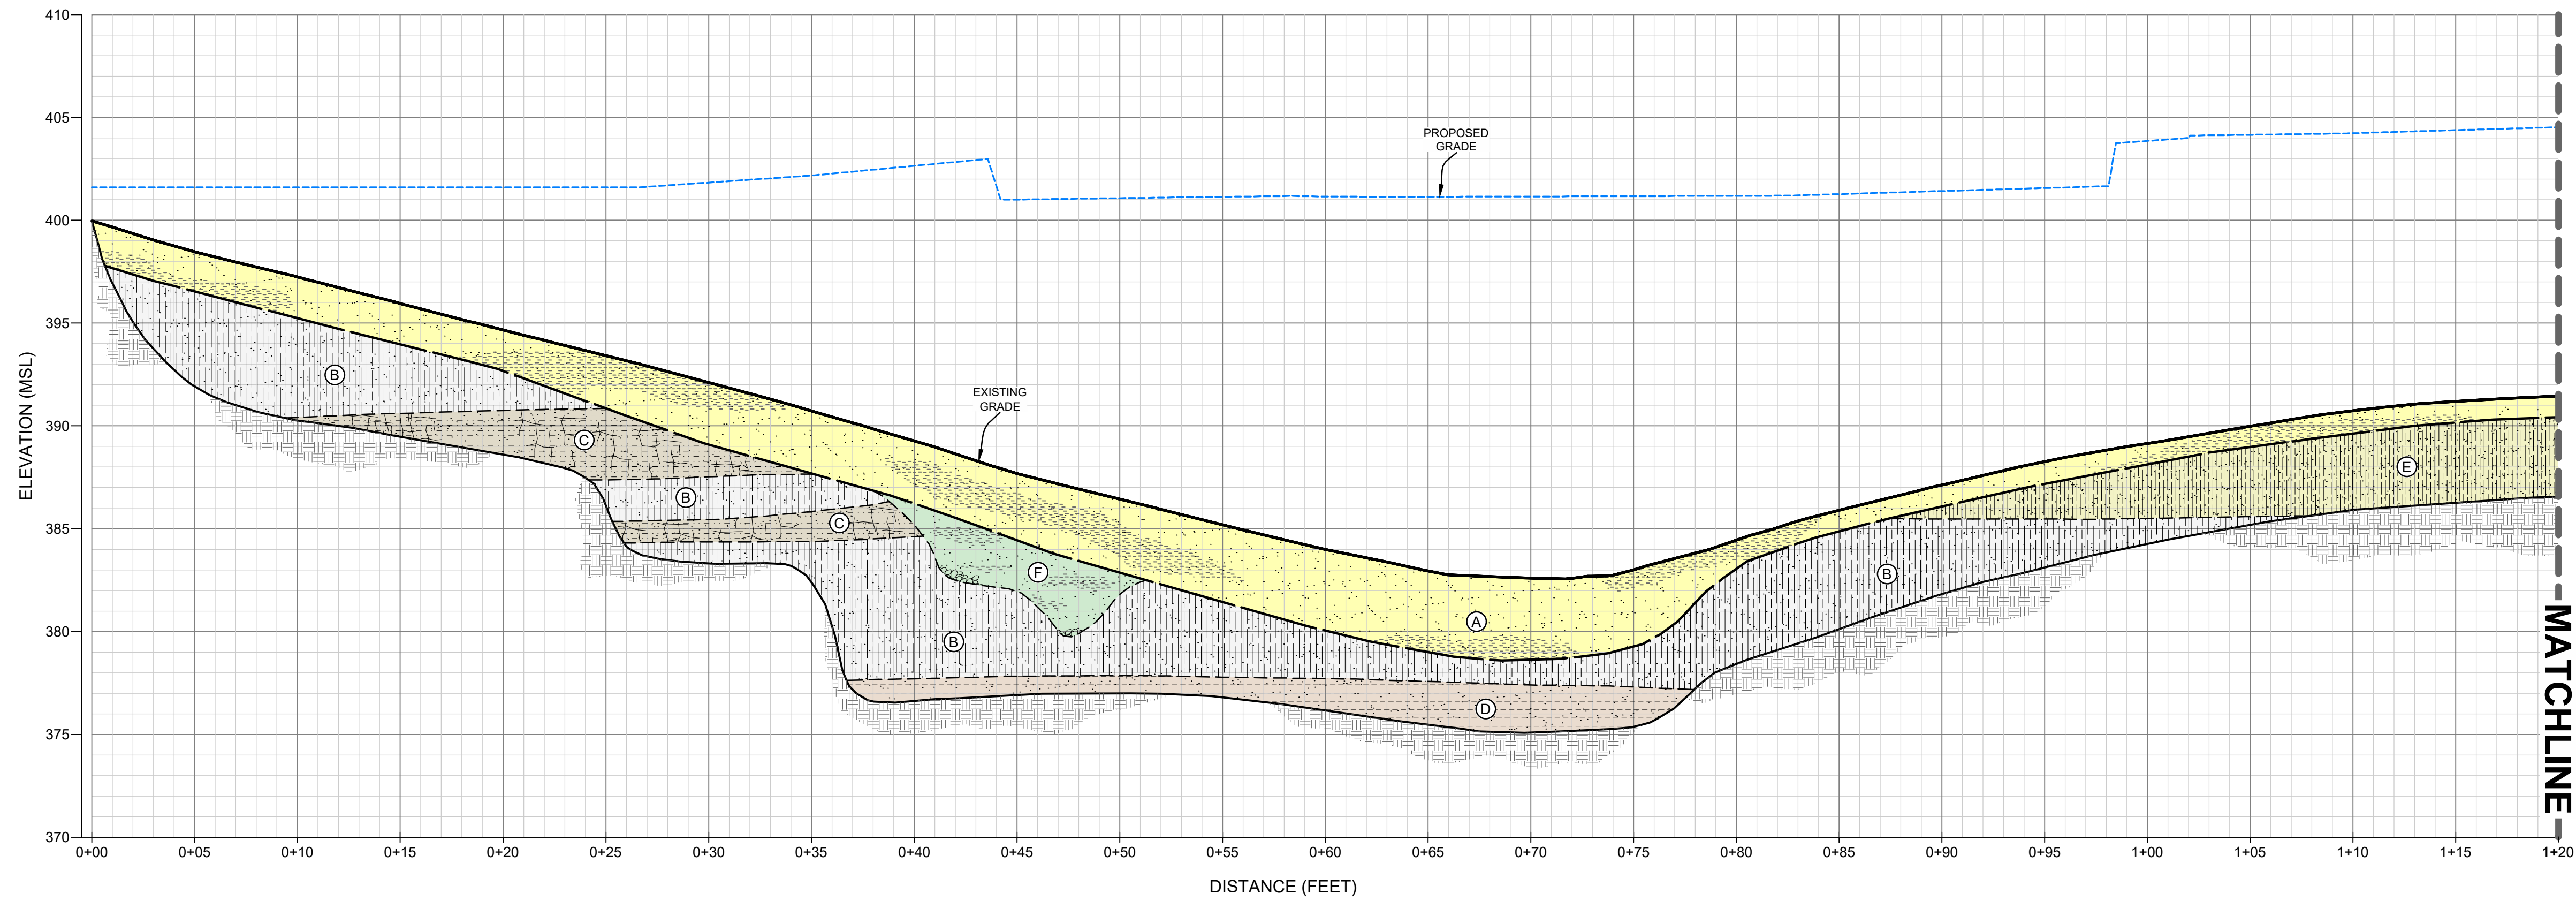 410
405
PROPOSED
GRADE
400
395
B
EXISTING
GRADE
390
C
E
ELEVATION (MSL)
B
C
385
F
B
A
380
B
D
375
MATCHLINE
370
0+00 0+05 0+10 0+15 0+20 0+25 0+30 0+35 0+40 0+45 0+50 0+55 0+60 0+65 0+70 0+75 0+80 0+85 0+90 0+95 1+00 1+05 1+10 1+15 1+20
DISTANCE (FEET)